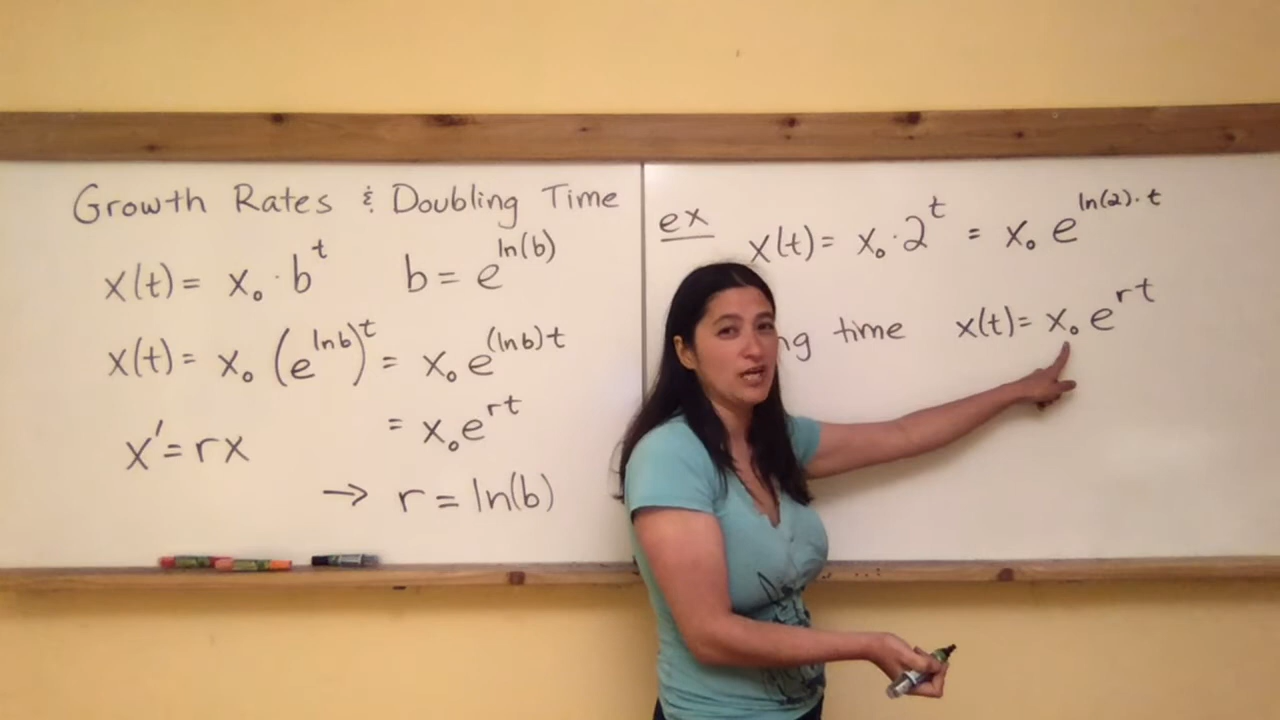 Growth Rates & Doubling Time
x(t) = x₀ · b^t   b = e^ln(b)
x(t) = x₀ (e^lnb)^t = x₀ e^(lnb)t
= x₀e^rt
x' = rx
→ r = ln(b)
ex   x(t) = x₀ · 2^t = x₀ e^ln(2)·t
time   x(t) = x₀ e^rt